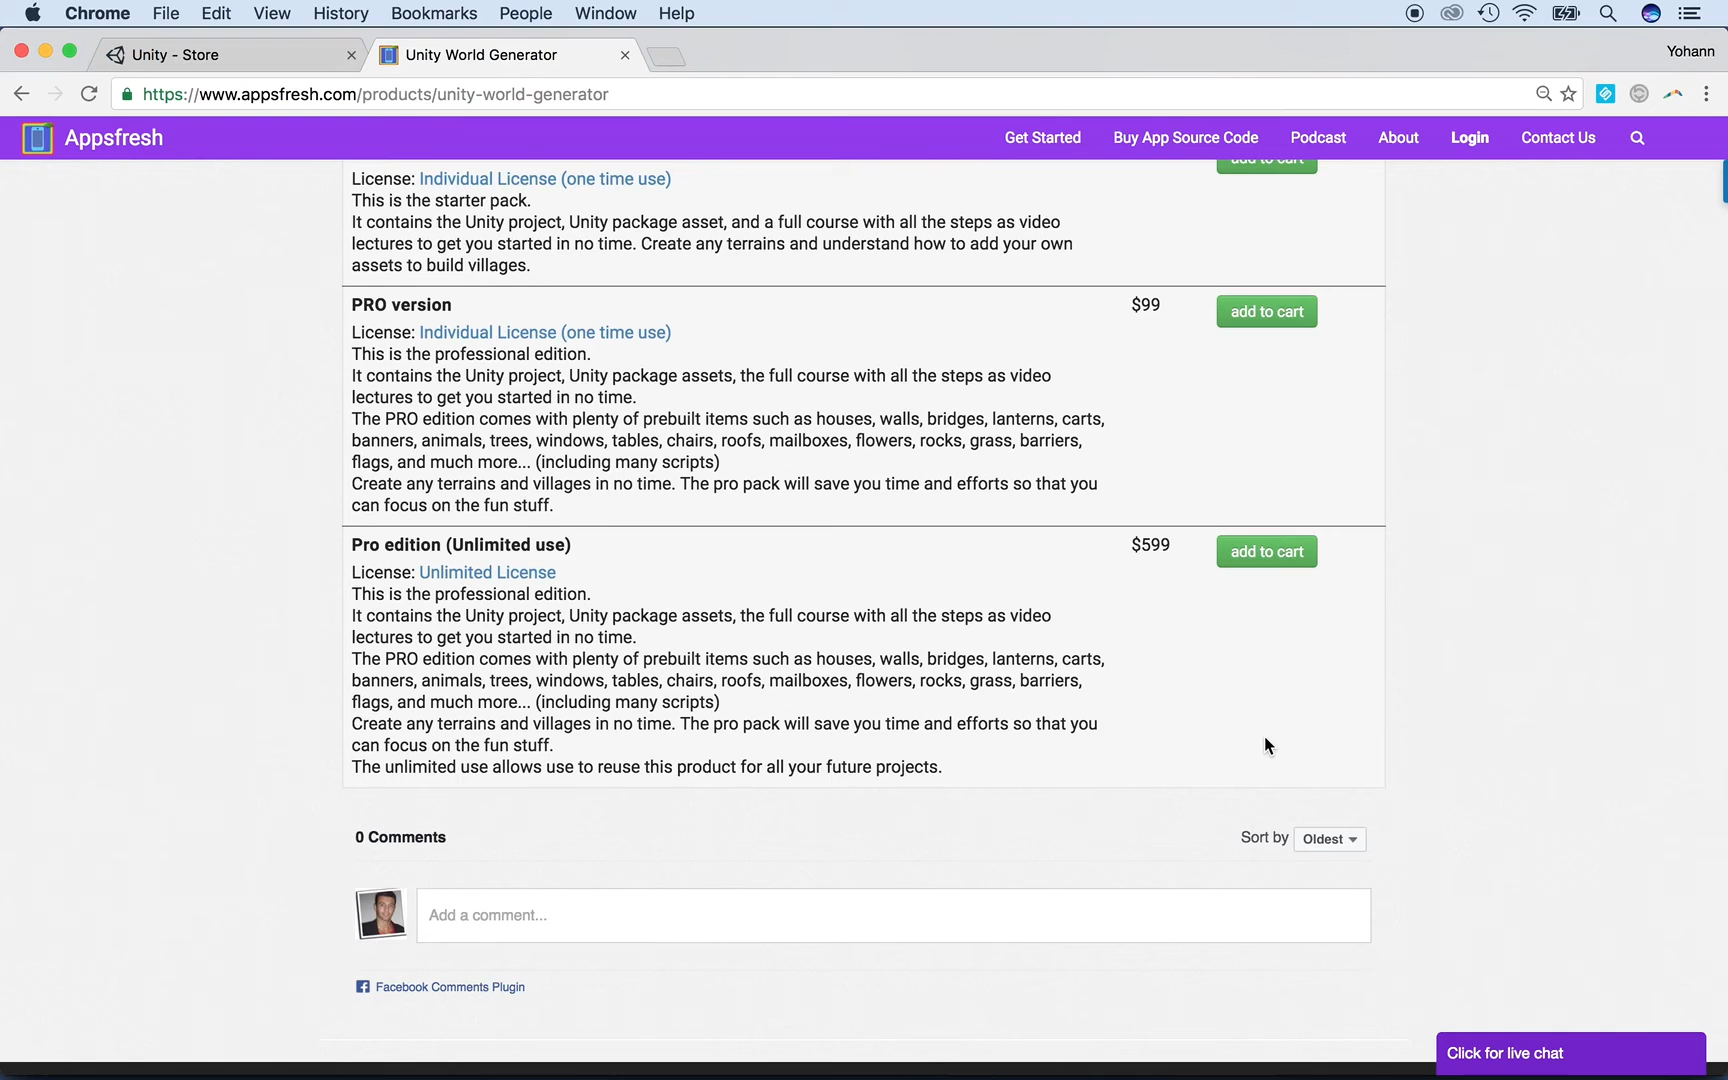 Chrome File Edit View History Bookmarks People Window Help
Unity - Store
Unity World Generator
Yohann
https://www.appsfresh.com/products/unity-world-generator
Appsfresh
Get Started Buy App Source Code Podcast About Login Contact Us
add to cart
License: Individual License (one time use)
This is the starter pack.
It contains the Unity project, Unity package asset, and a full course with all the steps as video
lectures to get you started in no time. Create any terrains and understand how to add your own
assets to build villages.
PRO version $99 add to cart
License: Individual License (one time use)
This is the professional edition.
It contains the Unity project, Unity package assets, the full course with all the steps as video
lectures to get you started in no time.
The PRO edition comes with plenty of prebuilt items such as houses, walls, bridges, lanterns, carts,
banners, animals, trees, windows, tables, chairs, roofs, mailboxes, flowers, rocks, grass, barriers,
flags, and much more... (including many scripts)
Create any terrains and villages in no time. The pro pack will save you time and efforts so that you
can focus on the fun stuff.
Pro edition (Unlimited use) $599 add to cart
License: Unlimited License
This is the professional edition.
It contains the Unity project, Unity package assets, the full course with all the steps as video
lectures to get you started in no time.
The PRO edition comes with plenty of prebuilt items such as houses, walls, bridges, lanterns, carts,
banners, animals, trees, windows, tables, chairs, roofs, mailboxes, flowers, rocks, grass, barriers,
flags, and much more... (including many scripts)
Create any terrains and villages in no time. The pro pack will save you time and efforts so that you
can focus on the fun stuff.
The unlimited use allows use to reuse this product for all your future projects.
0 Comments Sort by Oldest
Add a comment...
Facebook Comments Plugin
Click for live chat